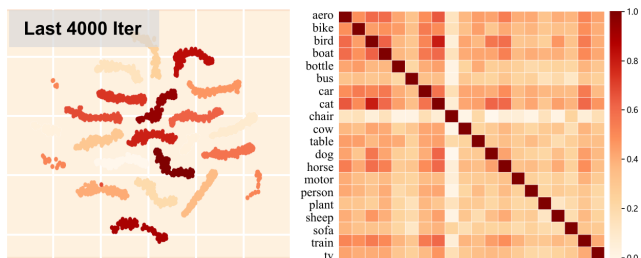 Last 4000 Iter
aero
bike
bird
boat
bottle
bus
car
cat
chair
cow
table
dog
horse
motor
person
plant
sheep
sofa
train
tv
1.0
0.8
0.6
0.4
0.2
0.0